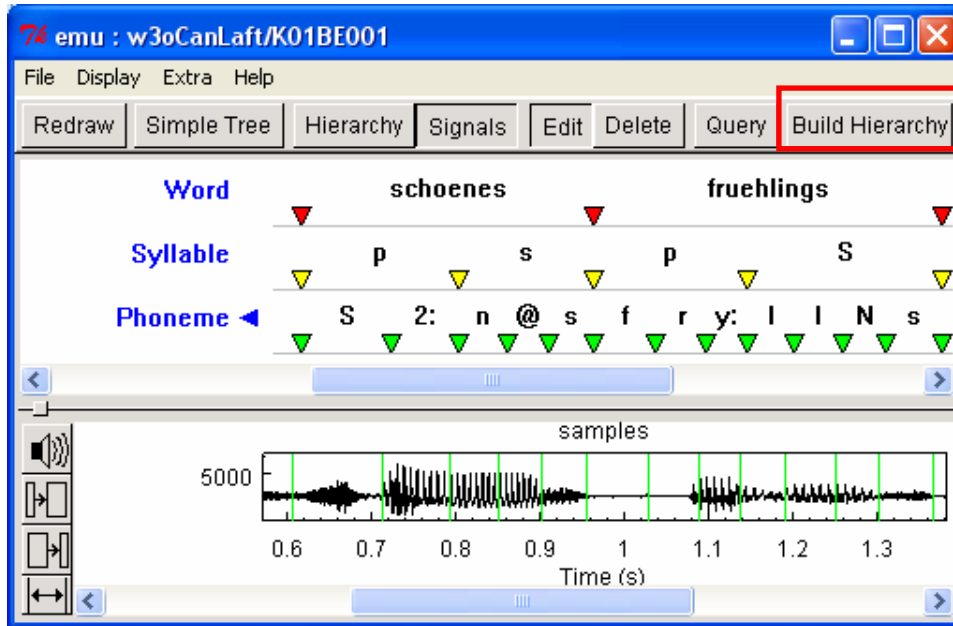 emu : w3oCanLaft/K01BE001
File Display Extra Help
Redraw Simple Tree Hierarchy Signals Edit Delete Query Build Hierarchy
Word schoenes fruehlings
Syllable p s p S
Phoneme S 2: n @ s f r y: l I N s
samples
5000
0.6 0.7 0.8 0.9 1 1.1 1.2 1.3
Time (s)